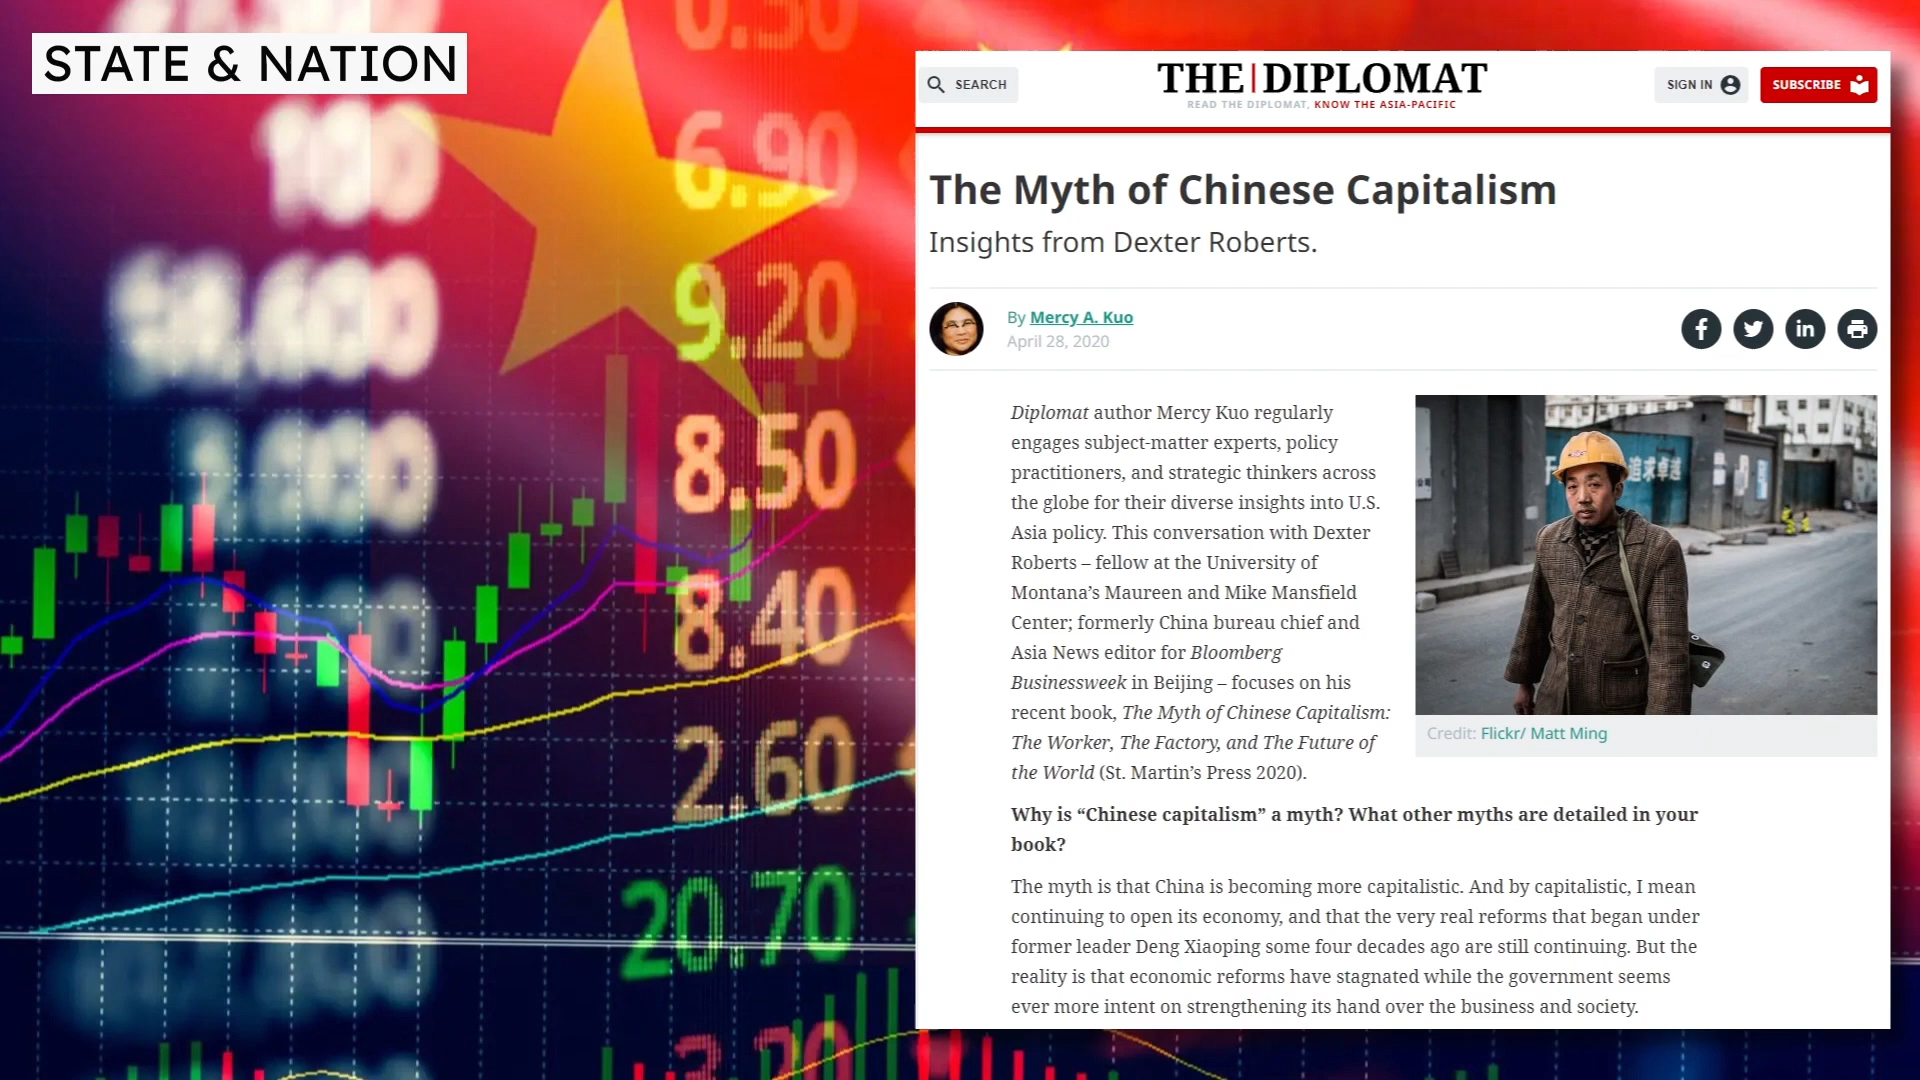 STATE & NATION
0.50
6.90
9.20
8.50
8.40
2.60
20.70
3.20
SEARCH
THE|DIPLOMAT
READ THE DIPLOMAT, KNOW THE ASIA-PACIFIC
SIGN IN
SUBSCRIBE
The Myth of Chinese Capitalism
Insights from Dexter Roberts.
By Mercy A. Kuo
April 28, 2020
Diplomat author Mercy Kuo regularly
engages subject-matter experts, policy
practitioners, and strategic thinkers across
the globe for their diverse insights into U.S.
Asia policy. This conversation with Dexter
Roberts – fellow at the University of
Montana’s Maureen and Mike Mansfield
Center; formerly China bureau chief and
Asia News editor for Bloomberg
Businessweek in Beijing – focuses on his
recent book, The Myth of Chinese Capitalism:
The Worker, The Factory, and The Future of
the World (St. Martin’s Press 2020).
追求卓越
Credit: Flickr/ Matt Ming
Why is “Chinese capitalism” a myth? What other myths are detailed in your
book?
The myth is that China is becoming more capitalistic. And by capitalistic, I mean
continuing to open its economy, and that the very real reforms that began under
former leader Deng Xiaoping some four decades ago are still continuing. But the
reality is that economic reforms have stagnated while the government seems
ever more intent on strengthening its hand over the business and society.